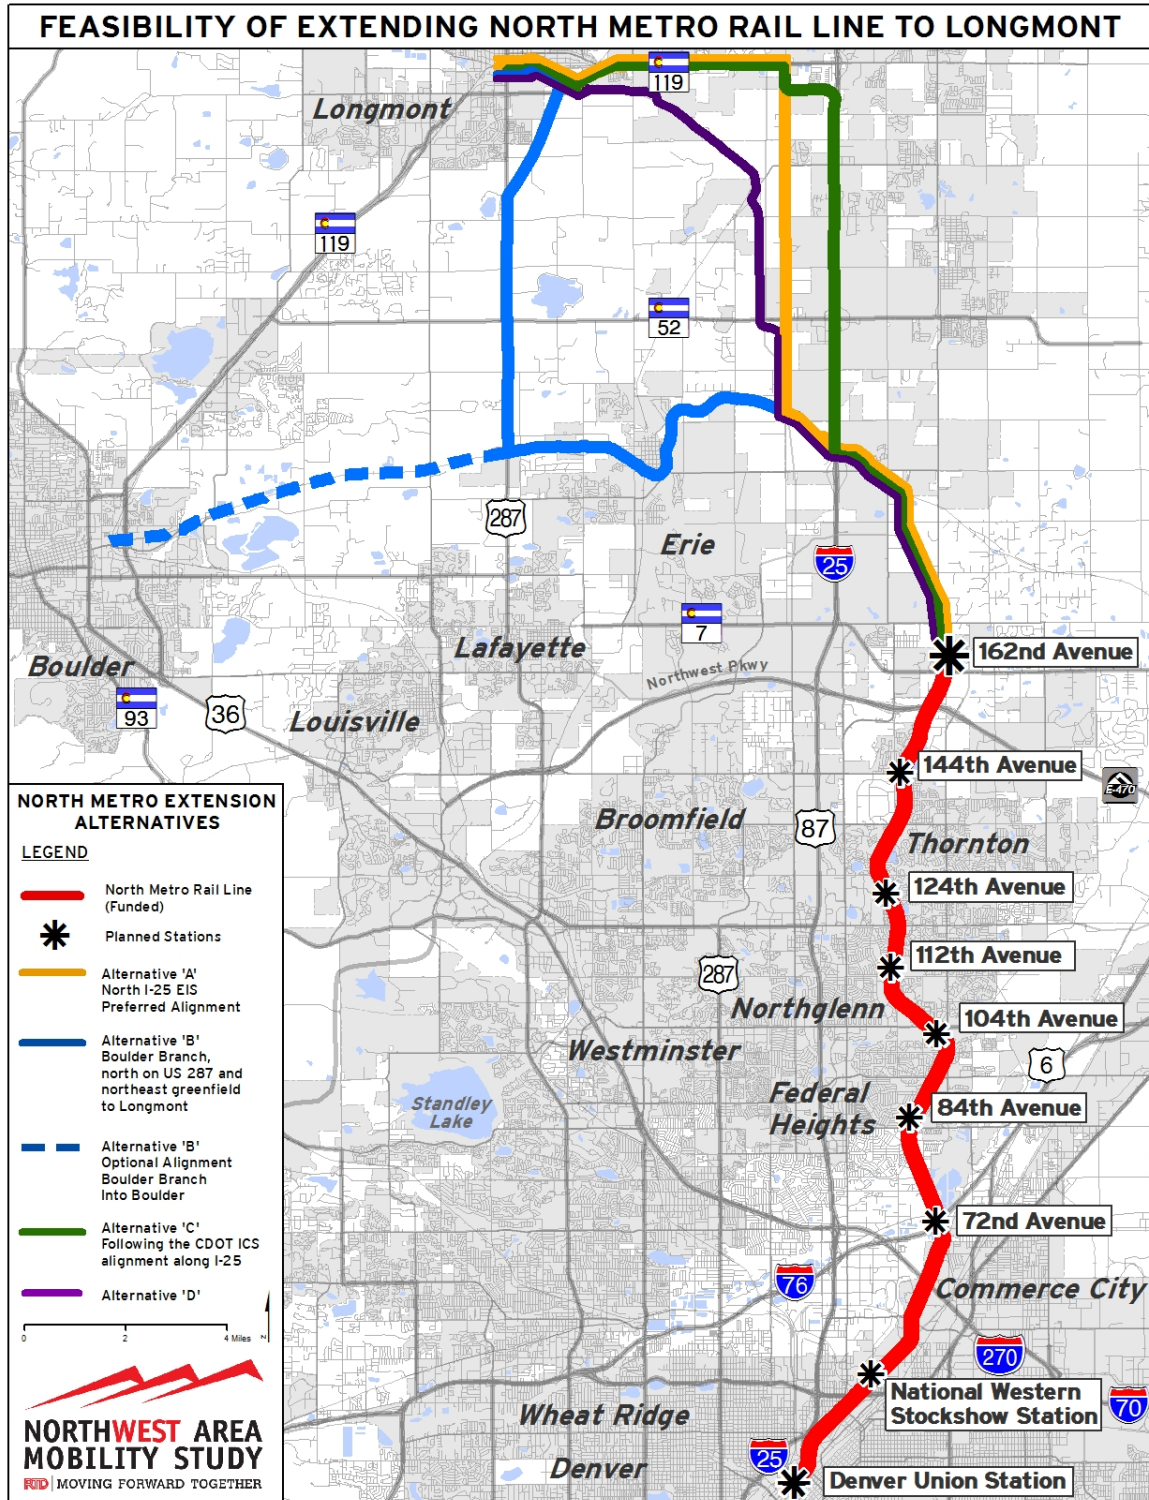 FEASIBILITY OF EXTENDING NORTH METRO RAIL LINE TO LONGMONT
119
Longmont
119
52
287
Erie
25
7
162nd Avenue
Lafayette
Boulder
Northwest Pkwy
93
36
Louisville
144th Avenue
E-470
Broomfield
87
Thornton
124th Avenue
112th Avenue
287
Northglenn
104th Avenue
Westminster
6
Federal
Heights
84th Avenue
Standley
Lake
72nd Avenue
76
Commerce City
270
National Western
Stockshow Station
70
Wheat Ridge
25
Denver
Denver Union Station
NORTH METRO EXTENSION
ALTERNATIVES
LEGEND
North Metro Rail Line
(Funded)
Planned Stations
Alternative 'A'
North I-25 EIS
Preferred Alignment
Alternative 'B'
Boulder Branch,
north on US 287 and
northeast greenfield
to Longmont
Alternative 'B'
Optional Alignment
Boulder Branch
Into Boulder
Alternative 'C'
Following the CDOT ICS
alignment along I-25
Alternative 'D'
0 2 4 Miles
NORTHWEST AREA
MOBILITY STUDY
RTD MOVING FORWARD TOGETHER